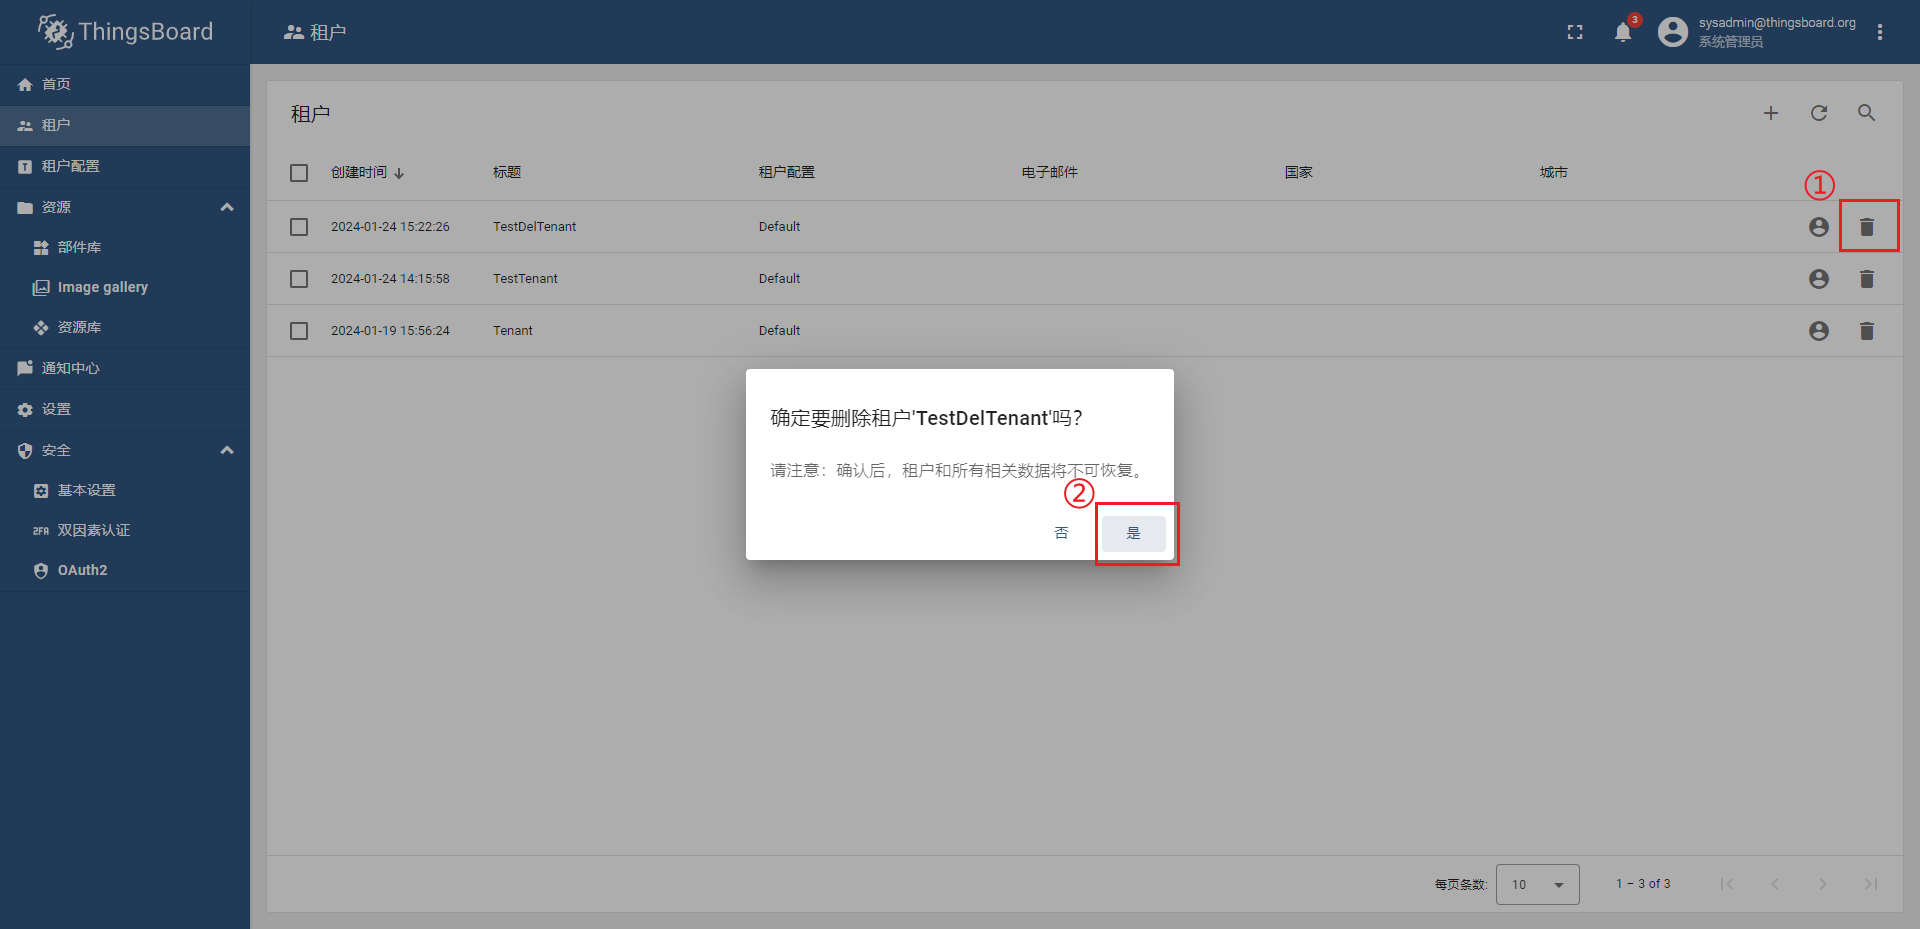 ThingsBoard
租户
3
sysadmin@thingsboard.org
系统管理员
首页
租户
租户配置
资源
部件库
Image gallery
资源库
通知中心
设置
安全
基本设置
2FA 双因素认证
OAuth2
租户
创建时间 标题 租户配置 电子邮件 国家 城市
①
2024-01-24 15:22:26 TestDelTenant Default
2024-01-24 14:15:58 TestTenant Default
2024-01-19 15:56:24 Tenant Default
确定要删除租户'TestDelTenant'吗?
请注意：确认后，租户和所有相关数据将不可恢复。
②
否 是
每页条数: 10 1 – 3 of 3